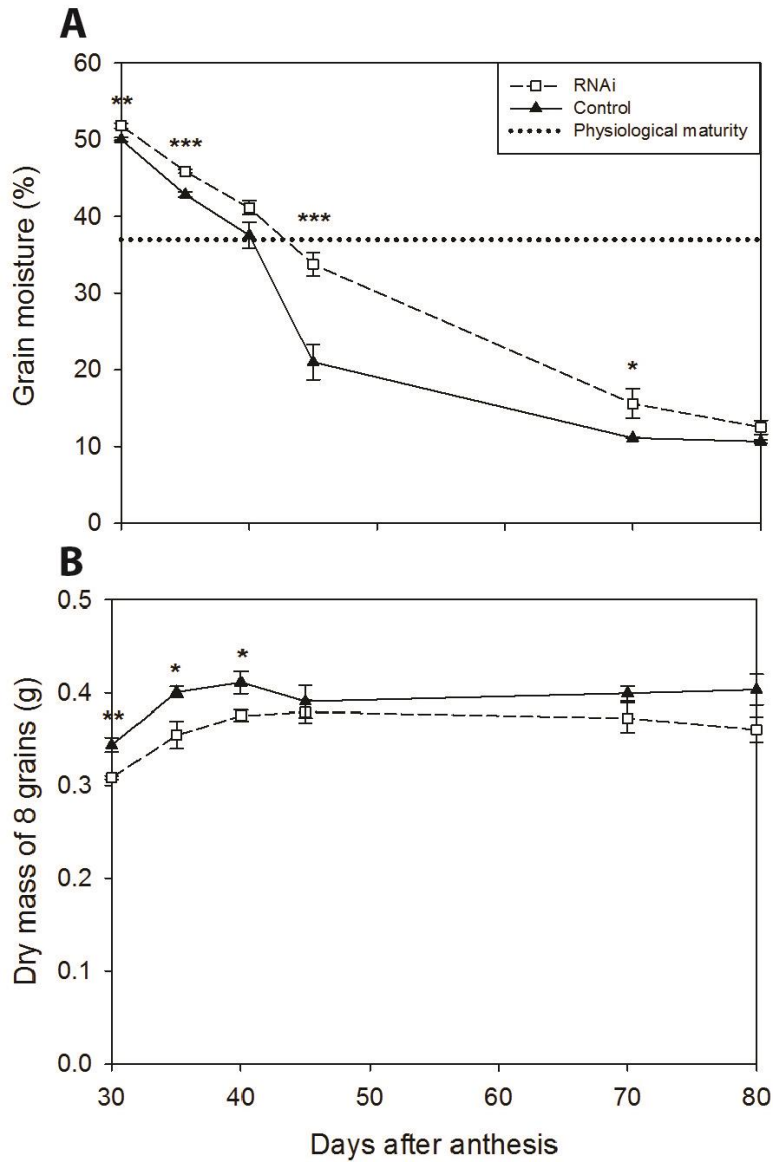 A
60
**
***
RNAi
Control
Physiological maturity
50
40
***
30
20
*
10
0
Grain moisture (%)
B
0.5
*
*
**
0.4
0.3
0.2
0.1
0.0
Dry mass of 8 grains (g)
30 40 50 60 70 80
Days after anthesis